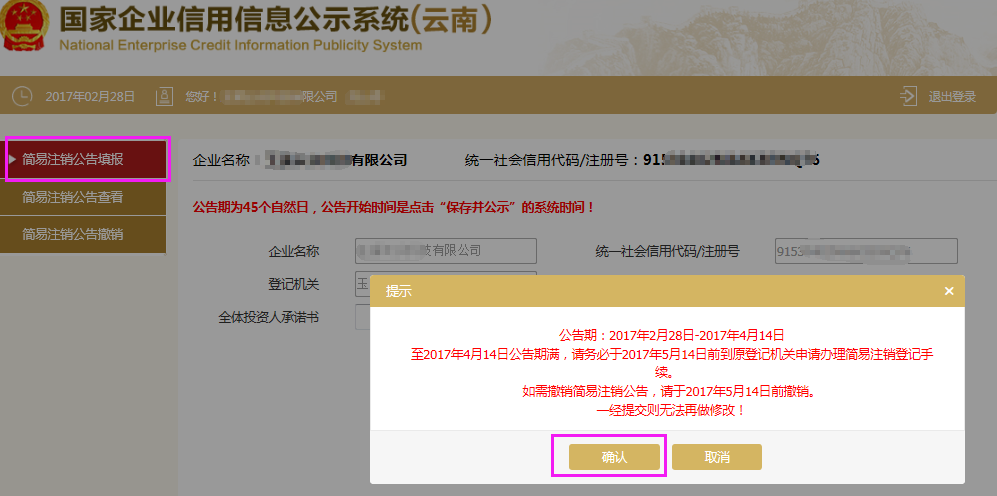 国家企业信用信息公示系统(云南)
National Enterprise Credit Information Publicity System
2017年02月28日 您好！ 限公司 退出登录
简易注销公告填报
简易注销公告查看
简易注销公告撤销
企业名称： 有限公司 统一社会信用代码/注册号：915
公告期为45个自然日，公告开始时间是点击“保存并公示”的系统时间！
企业名称 技有限公司 统一社会信用代码/注册号 9153
登记机关 玉
全体投资人承诺书
提示 ×
公告期：2017年2月28日-2017年4月14日
至2017年4月14日公告期满，请务必于2017年5月14日前到原登记机关申请办理简易注销登记手
续。
如需撤销简易注销公告，请于2017年5月14日前撤销。
一经提交则无法再做修改！
确认 取消